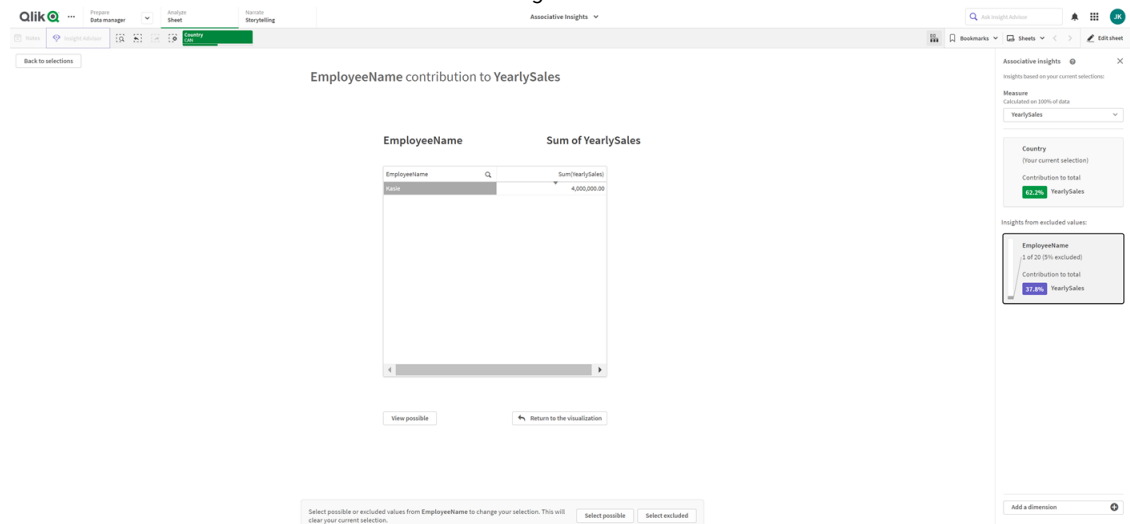 Qlik
Prepare
Data manager
Analyze
Sheet
Narrate
Storytelling
Associative Insights
Ask Insight Advisor
JK
Notes
Insight Advisor
Country
CAN
Bookmarks
Sheets
Edit sheet
Back to selections
EmployeeName contribution to YearlySales
EmployeeName
Sum of YearlySales
EmployeeName
Sum(YearlySales)
Kasie
4,000,000.00
View possible
Return to the visualization
Select possible or excluded values from EmployeeName to change your selection. This will
clear your current selection.
Select possible
Select excluded
Associative insights
Insights based on your current selections:
Measure
Calculated on 100% of data
YearlySales
Country
(Your current selection)
Contribution to total
62.2% YearlySales
Insights from excluded values:
EmployeeName
1 of 20 (5% excluded)
Contribution to total
37.8% YearlySales
Add a dimension